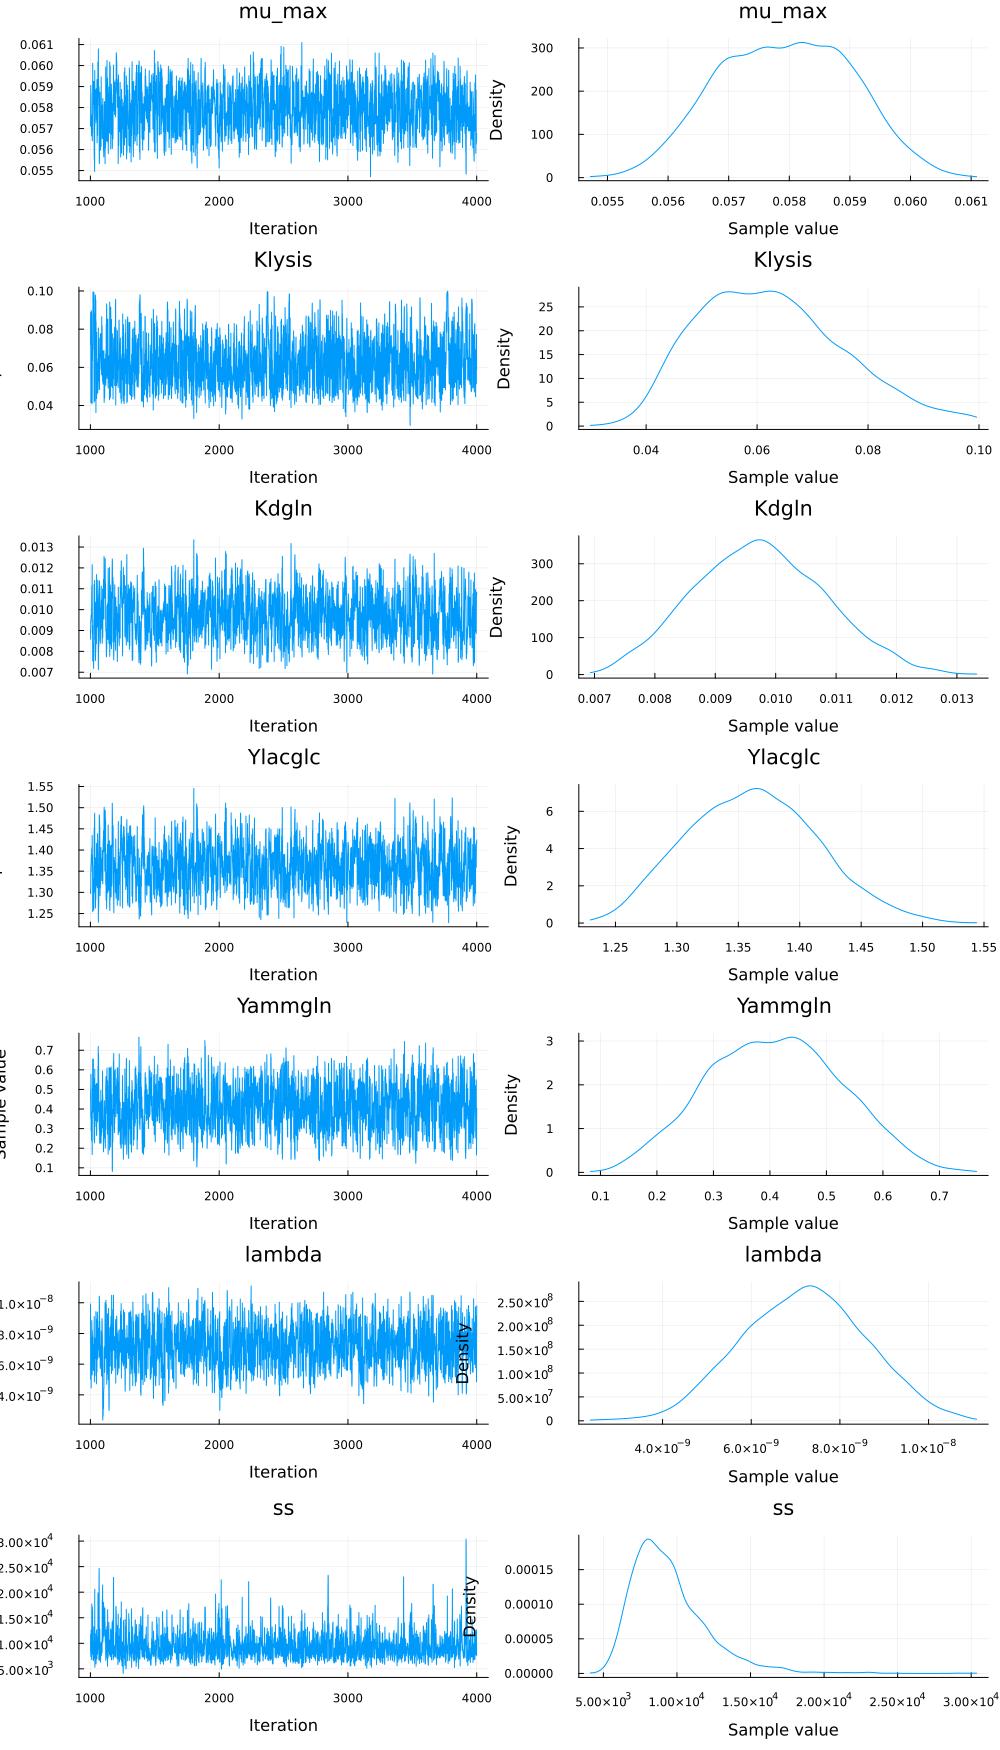 mu_max mu_max
0.061
0.060
0.059
0.058
0.057
0.056
0.055
1000 2000 3000 4000
Iteration
Density
300
200
100
0
0.055 0.056 0.057 0.058 0.059 0.060 0.061
Sample value
Klysis Klysis
0.10
0.08
0.06
0.04
1000 2000 3000 4000
Iteration
Density
25
20
15
10
5
0
0.04 0.06 0.08 0.10
Sample value
Kdgln Kdgln
0.013
0.012
0.011
0.010
0.009
0.008
0.007
1000 2000 3000 4000
Iteration
Density
300
200
100
0
0.007 0.008 0.009 0.010 0.011 0.012 0.013
Sample value
Ylacglc Ylacglc
1.55
1.50
1.45
1.40
1.35
1.30
1.25
1000 2000 3000 4000
Iteration
Density
6
4
2
0
1.25 1.30 1.35 1.40 1.45 1.50 1.55
Sample value
Yammgln Yammgln
Sample value
0.7
0.6
0.5
0.4
0.3
0.2
0.1
1000 2000 3000 4000
Iteration
Density
3
2
1
0
0.1 0.2 0.3 0.4 0.5 0.6 0.7
Sample value
lambda lambda
1.0×10⁻⁸
8.0×10⁻⁹
6.0×10⁻⁹
4.0×10⁻⁹
1000 2000 3000 4000
Iteration
Density
2.50×10⁸
2.00×10⁸
1.50×10⁸
1.00×10⁸
5.00×10⁷
0
4.0×10⁻⁹ 6.0×10⁻⁹ 8.0×10⁻⁹ 1.0×10⁻⁸
Sample value
ss ss
3.00×10⁴
2.50×10⁴
2.00×10⁴
1.50×10⁴
1.00×10⁴
5.00×10³
1000 2000 3000 4000
Iteration
Density
0.00015
0.00010
0.00005
0.00000
5.00×10³ 1.00×10⁴ 1.50×10⁴ 2.00×10⁴ 2.50×10⁴ 3.00×10⁴
Sample value